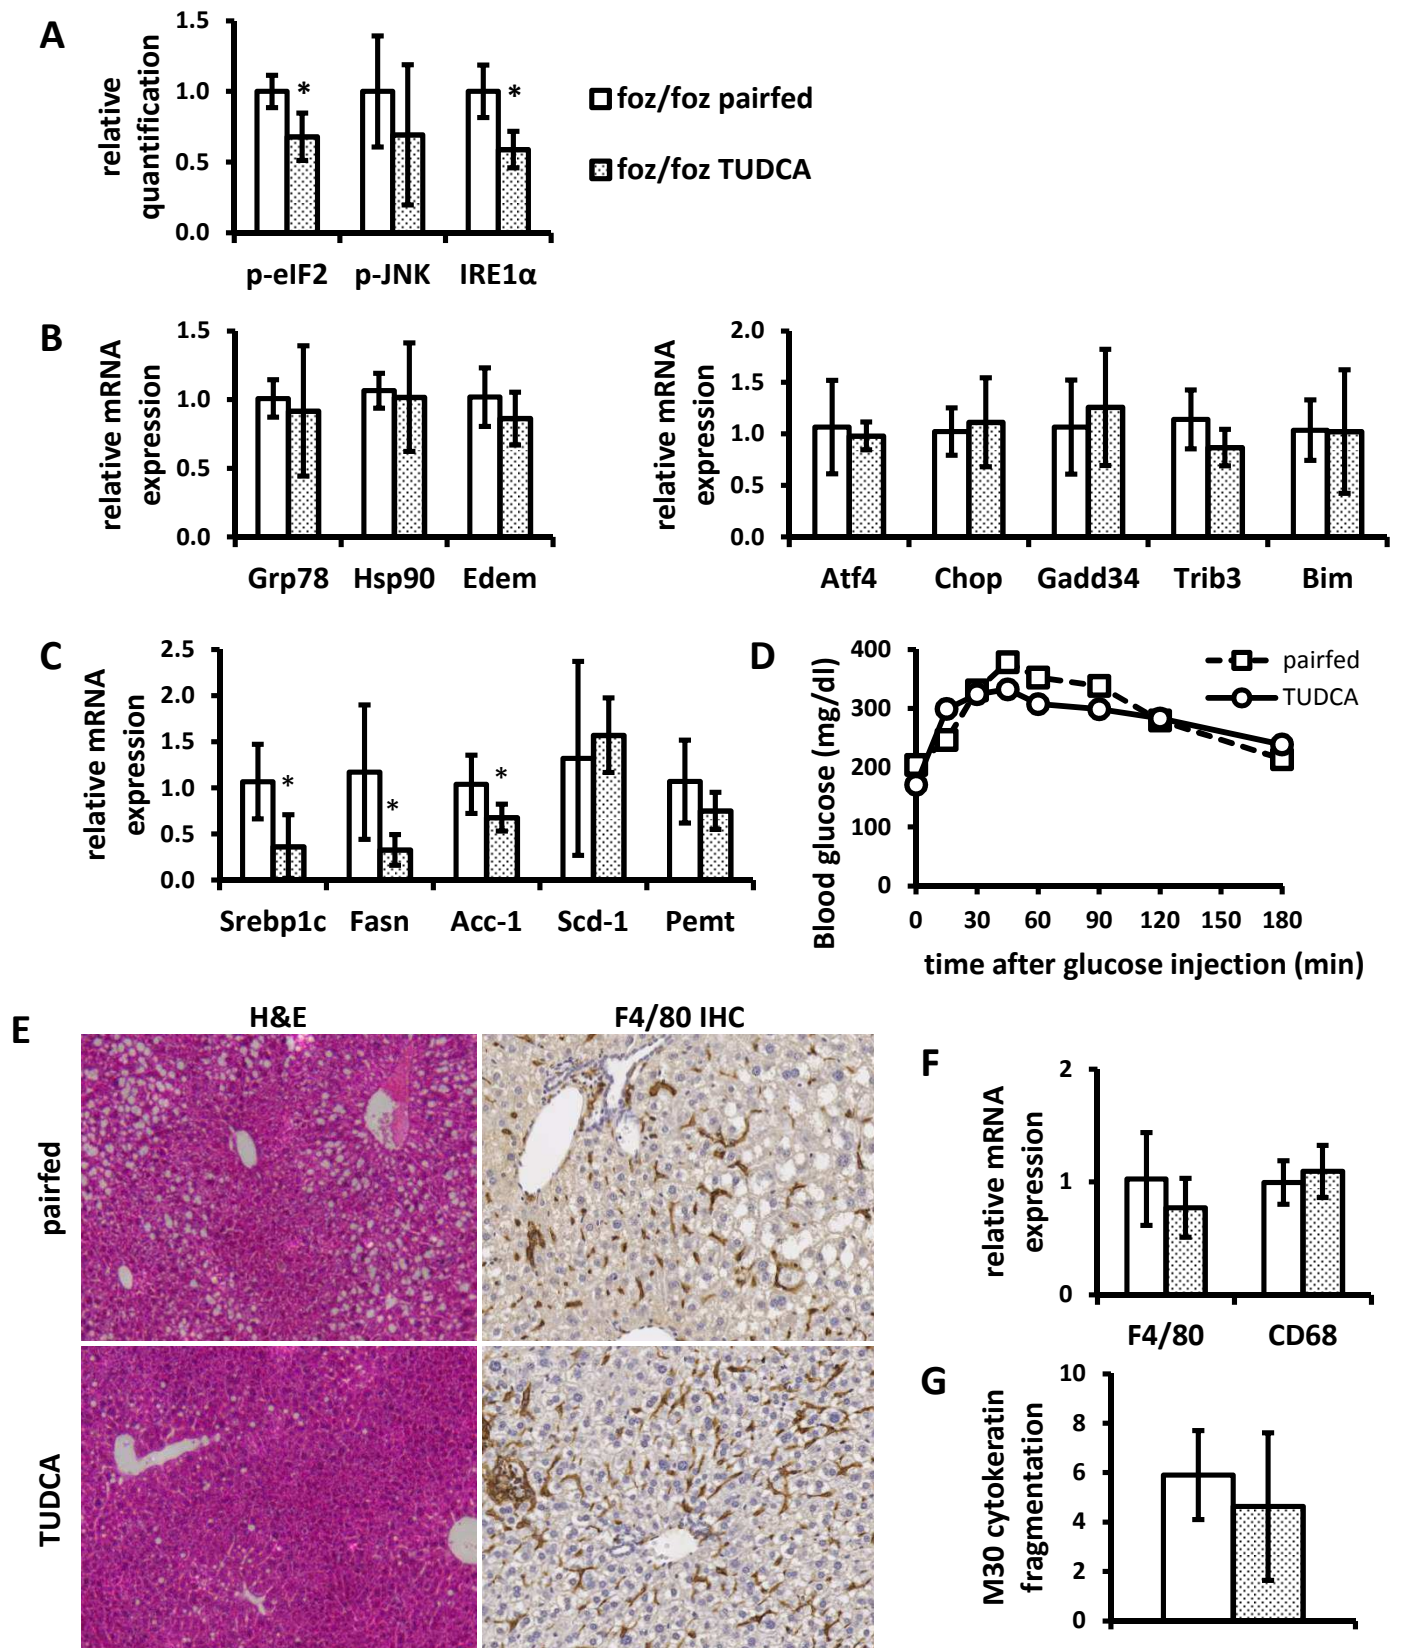 A
relative
quantification
1.5
1.0
0.5
0.0
*
*
p-eIF2 p-JNK IRE1α
foz/foz pairfed
foz/foz TUDCA
B
relative mRNA
expression
1.5
1.0
0.5
0.0
Grp78 Hsp90 Edem
relative mRNA
expression
2.0
1.5
1.0
0.5
0.0
Atf4 Chop Gadd34 Trib3 Bim
C
relative mRNA
expression
2.5
2.0
1.5
1.0
0.5
0.0
*
*
*
Srebp1c Fasn Acc-1 Scd-1 Pemt
D
Blood glucose (mg/dl)
400
300
200
100
0
pairfed
TUDCA
0 30 60 90 120 150 180
time after glucose injection (min)
E
H&E F4/80 IHC
pairfed
TUDCA
F
relative mRNA
expression
2
1
0
F4/80 CD68
G
M30 cytokeratin
fragmentation
10
8
6
4
2
0